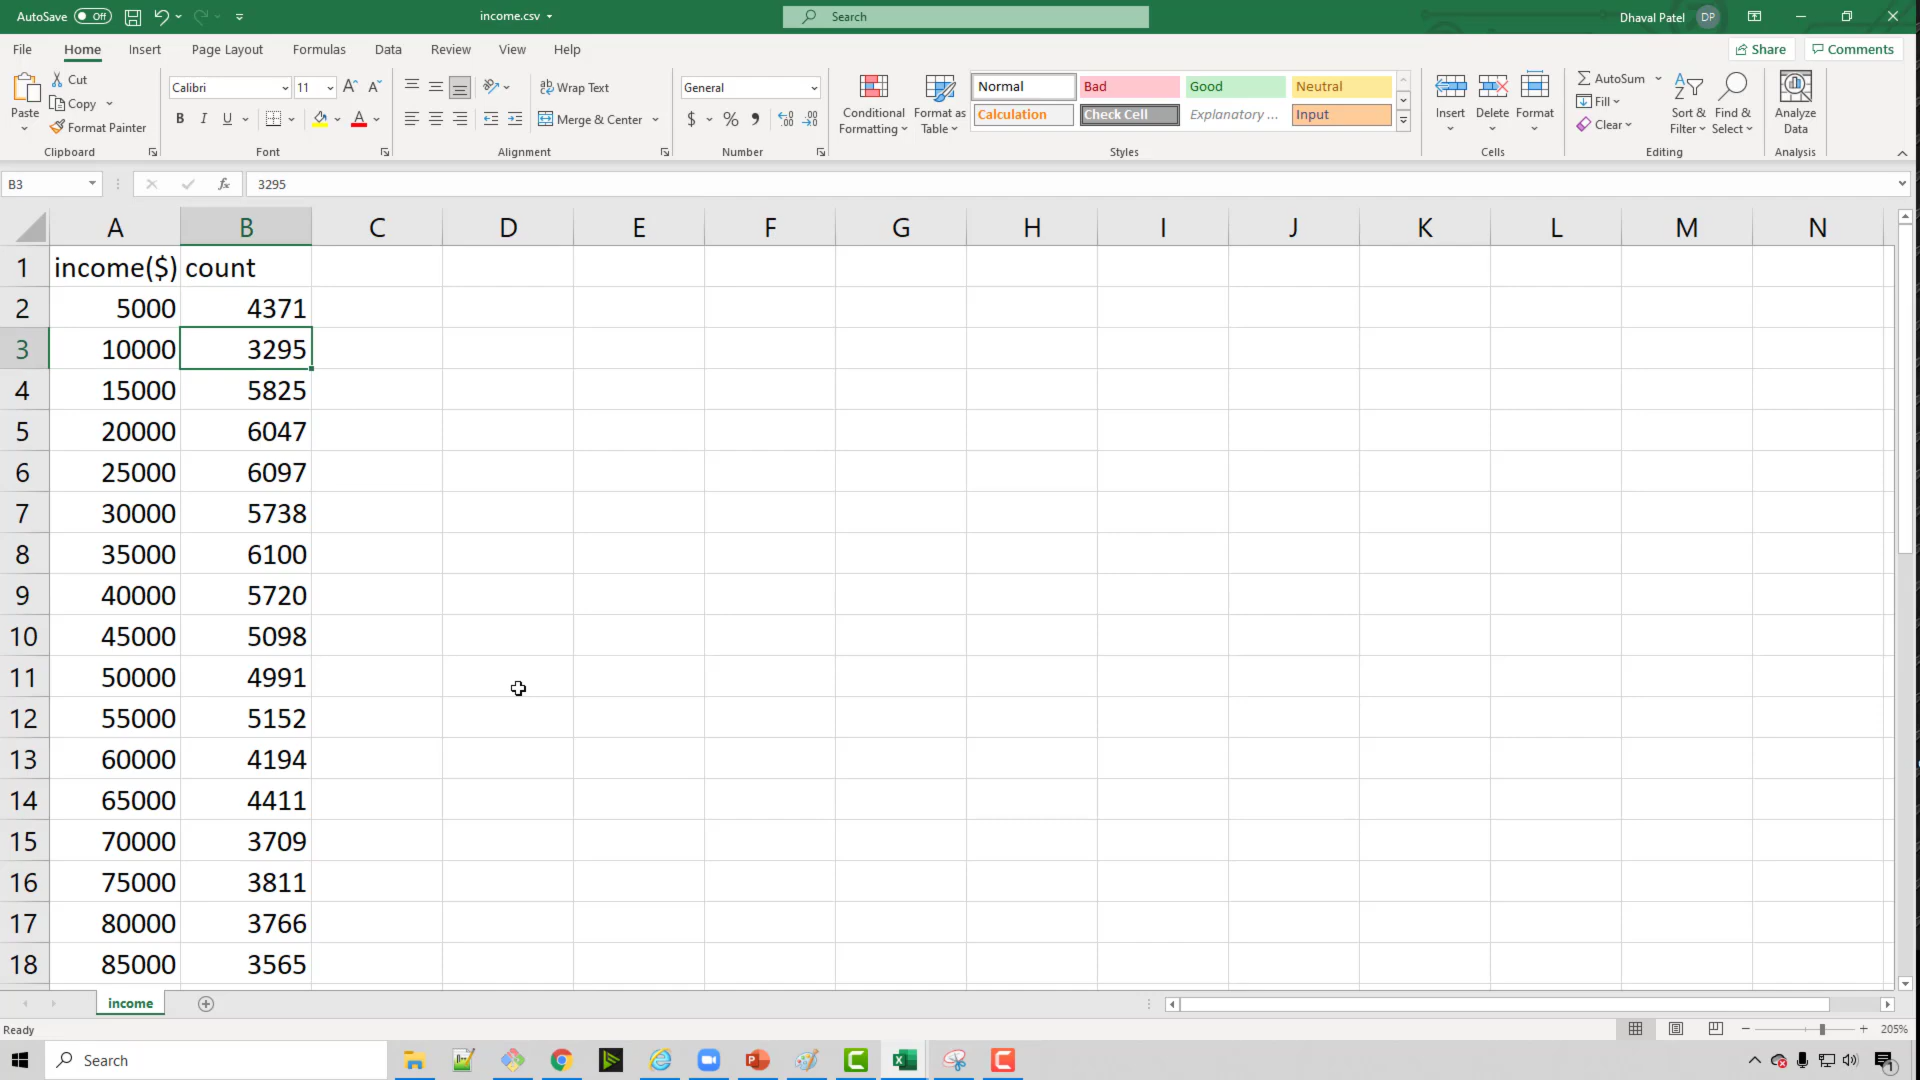 AutoSave Off income.csv Search Dhaval Patel DP
File Home Insert Page Layout Formulas Data Review View Help Share Comments
Paste Cut Copy Format Painter Clipboard
Calibri 11 B I U A Font
Wrap Text Merge & Center Alignment
General $ % Number
Conditional Formatting Format as Table
Normal Bad Good Neutral
Calculation Check Cell Explanatory ... Input
Styles
Insert Delete Format Cells
AutoSum Fill Clear Sort & Filter Find & Select Editing
Analyze Data Analysis
B3 fx 3295
A B C D E F G H I J K L M N
1 income($) count
2 5000 4371
3 10000 3295
4 15000 5825
5 20000 6047
6 25000 6097
7 30000 5738
8 35000 6100
9 40000 5720
10 45000 5098
11 50000 4991
12 55000 5152
13 60000 4194
14 65000 4411
15 70000 3709
16 75000 3811
17 80000 3766
18 85000 3565
income
Ready 205%
Search